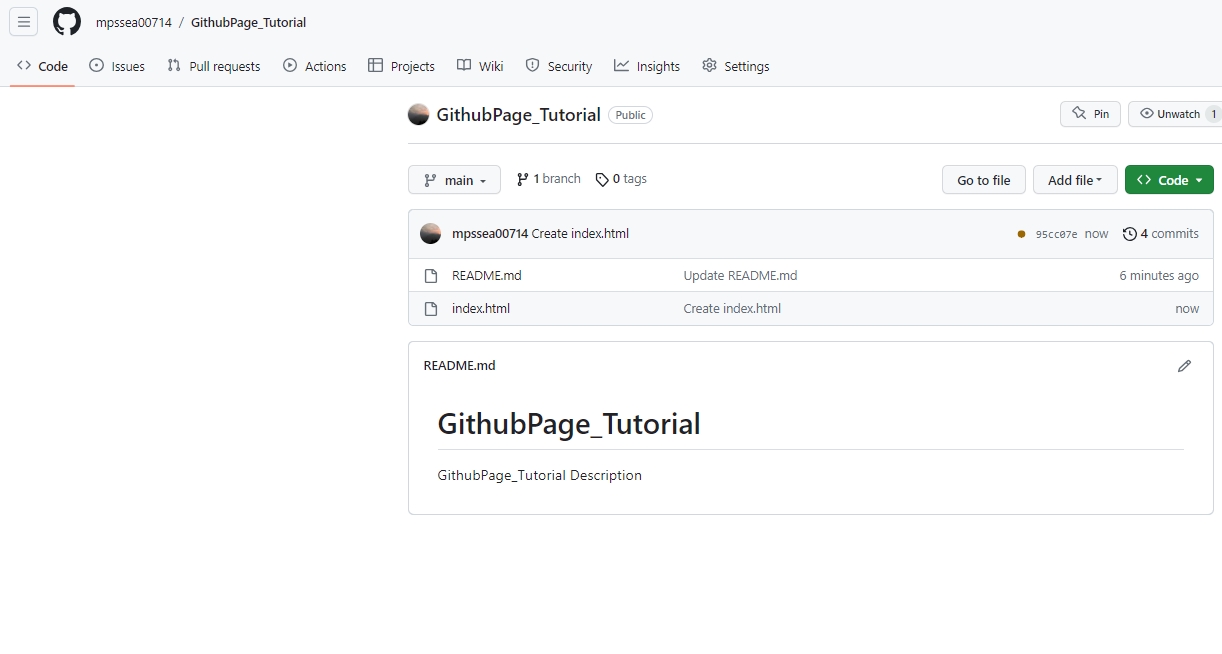 mpssea00714 / GithubPage_Tutorial
Code Issues Pull requests Actions Projects Wiki Security Insights Settings
GithubPage_Tutorial Public Pin Unwatch 1
main 1 branch 0 tags Go to file Add file Code
mpssea00714 Create index.html 95cc07e now 4 commits
README.md Update README.md 6 minutes ago
index.html Create index.html now
README.md
GithubPage_Tutorial
GithubPage_Tutorial Description